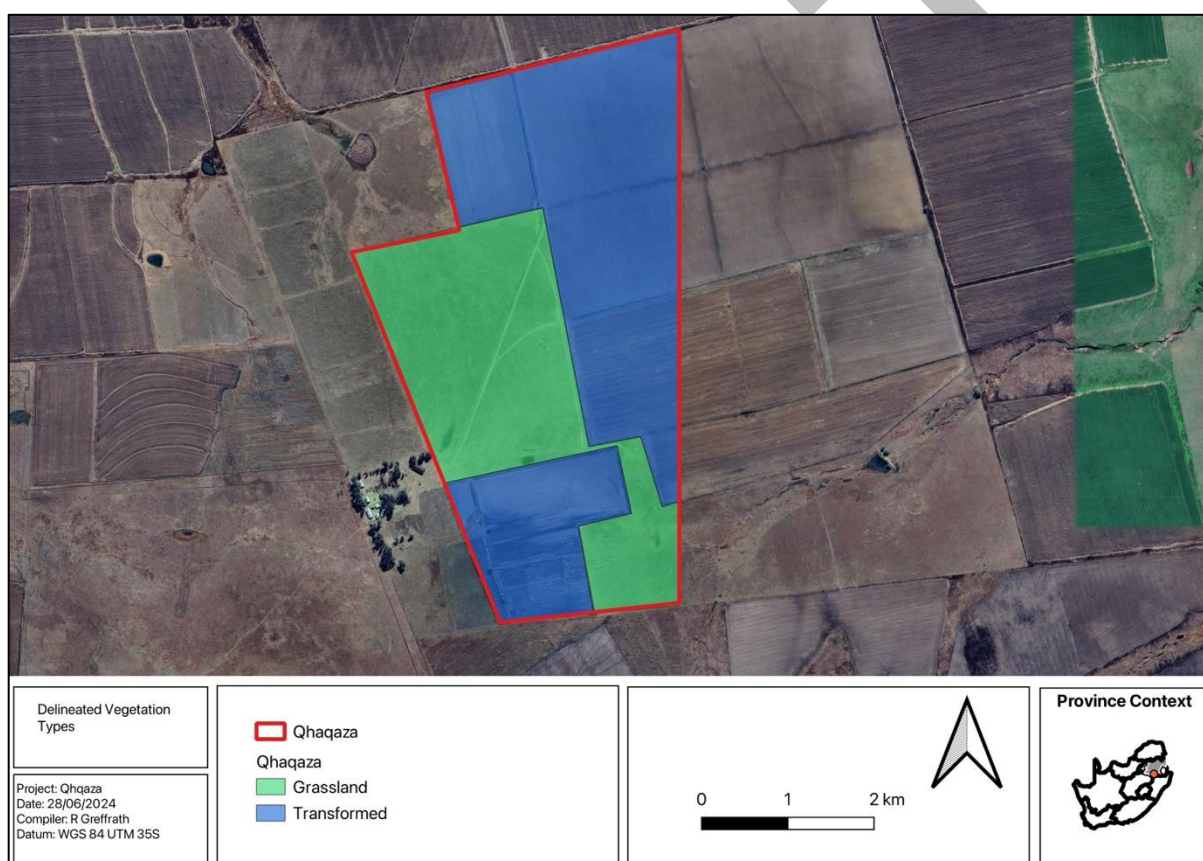 Delineated Vegetation
Types
Project: Qhqaza
Date: 28/06/2024
Compiler: R Greffrath
Datum: WGS 84 UTM 35S
Qhaqaza
Qhaqaza
Grassland
Transformed
0 1 2 km
Province Context